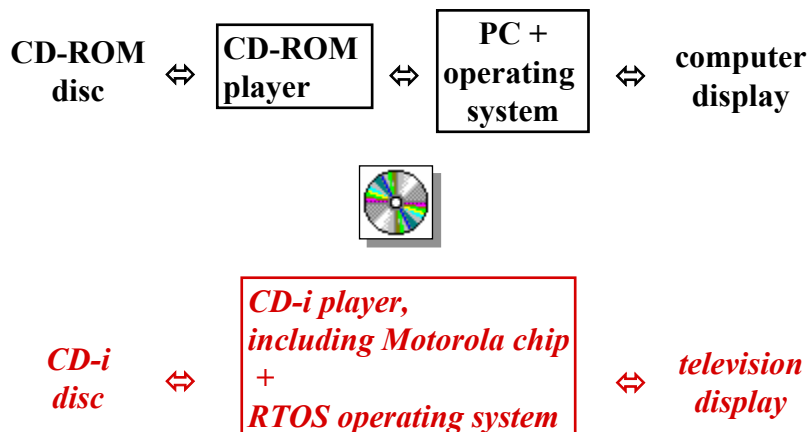 CD-ROM disc ⇔ CD-ROM player ⇔ PC + operating system ⇔ computer display
CD-i disc ⇔ CD-i player, including Motorola chip + RTOS operating system ⇔ television display